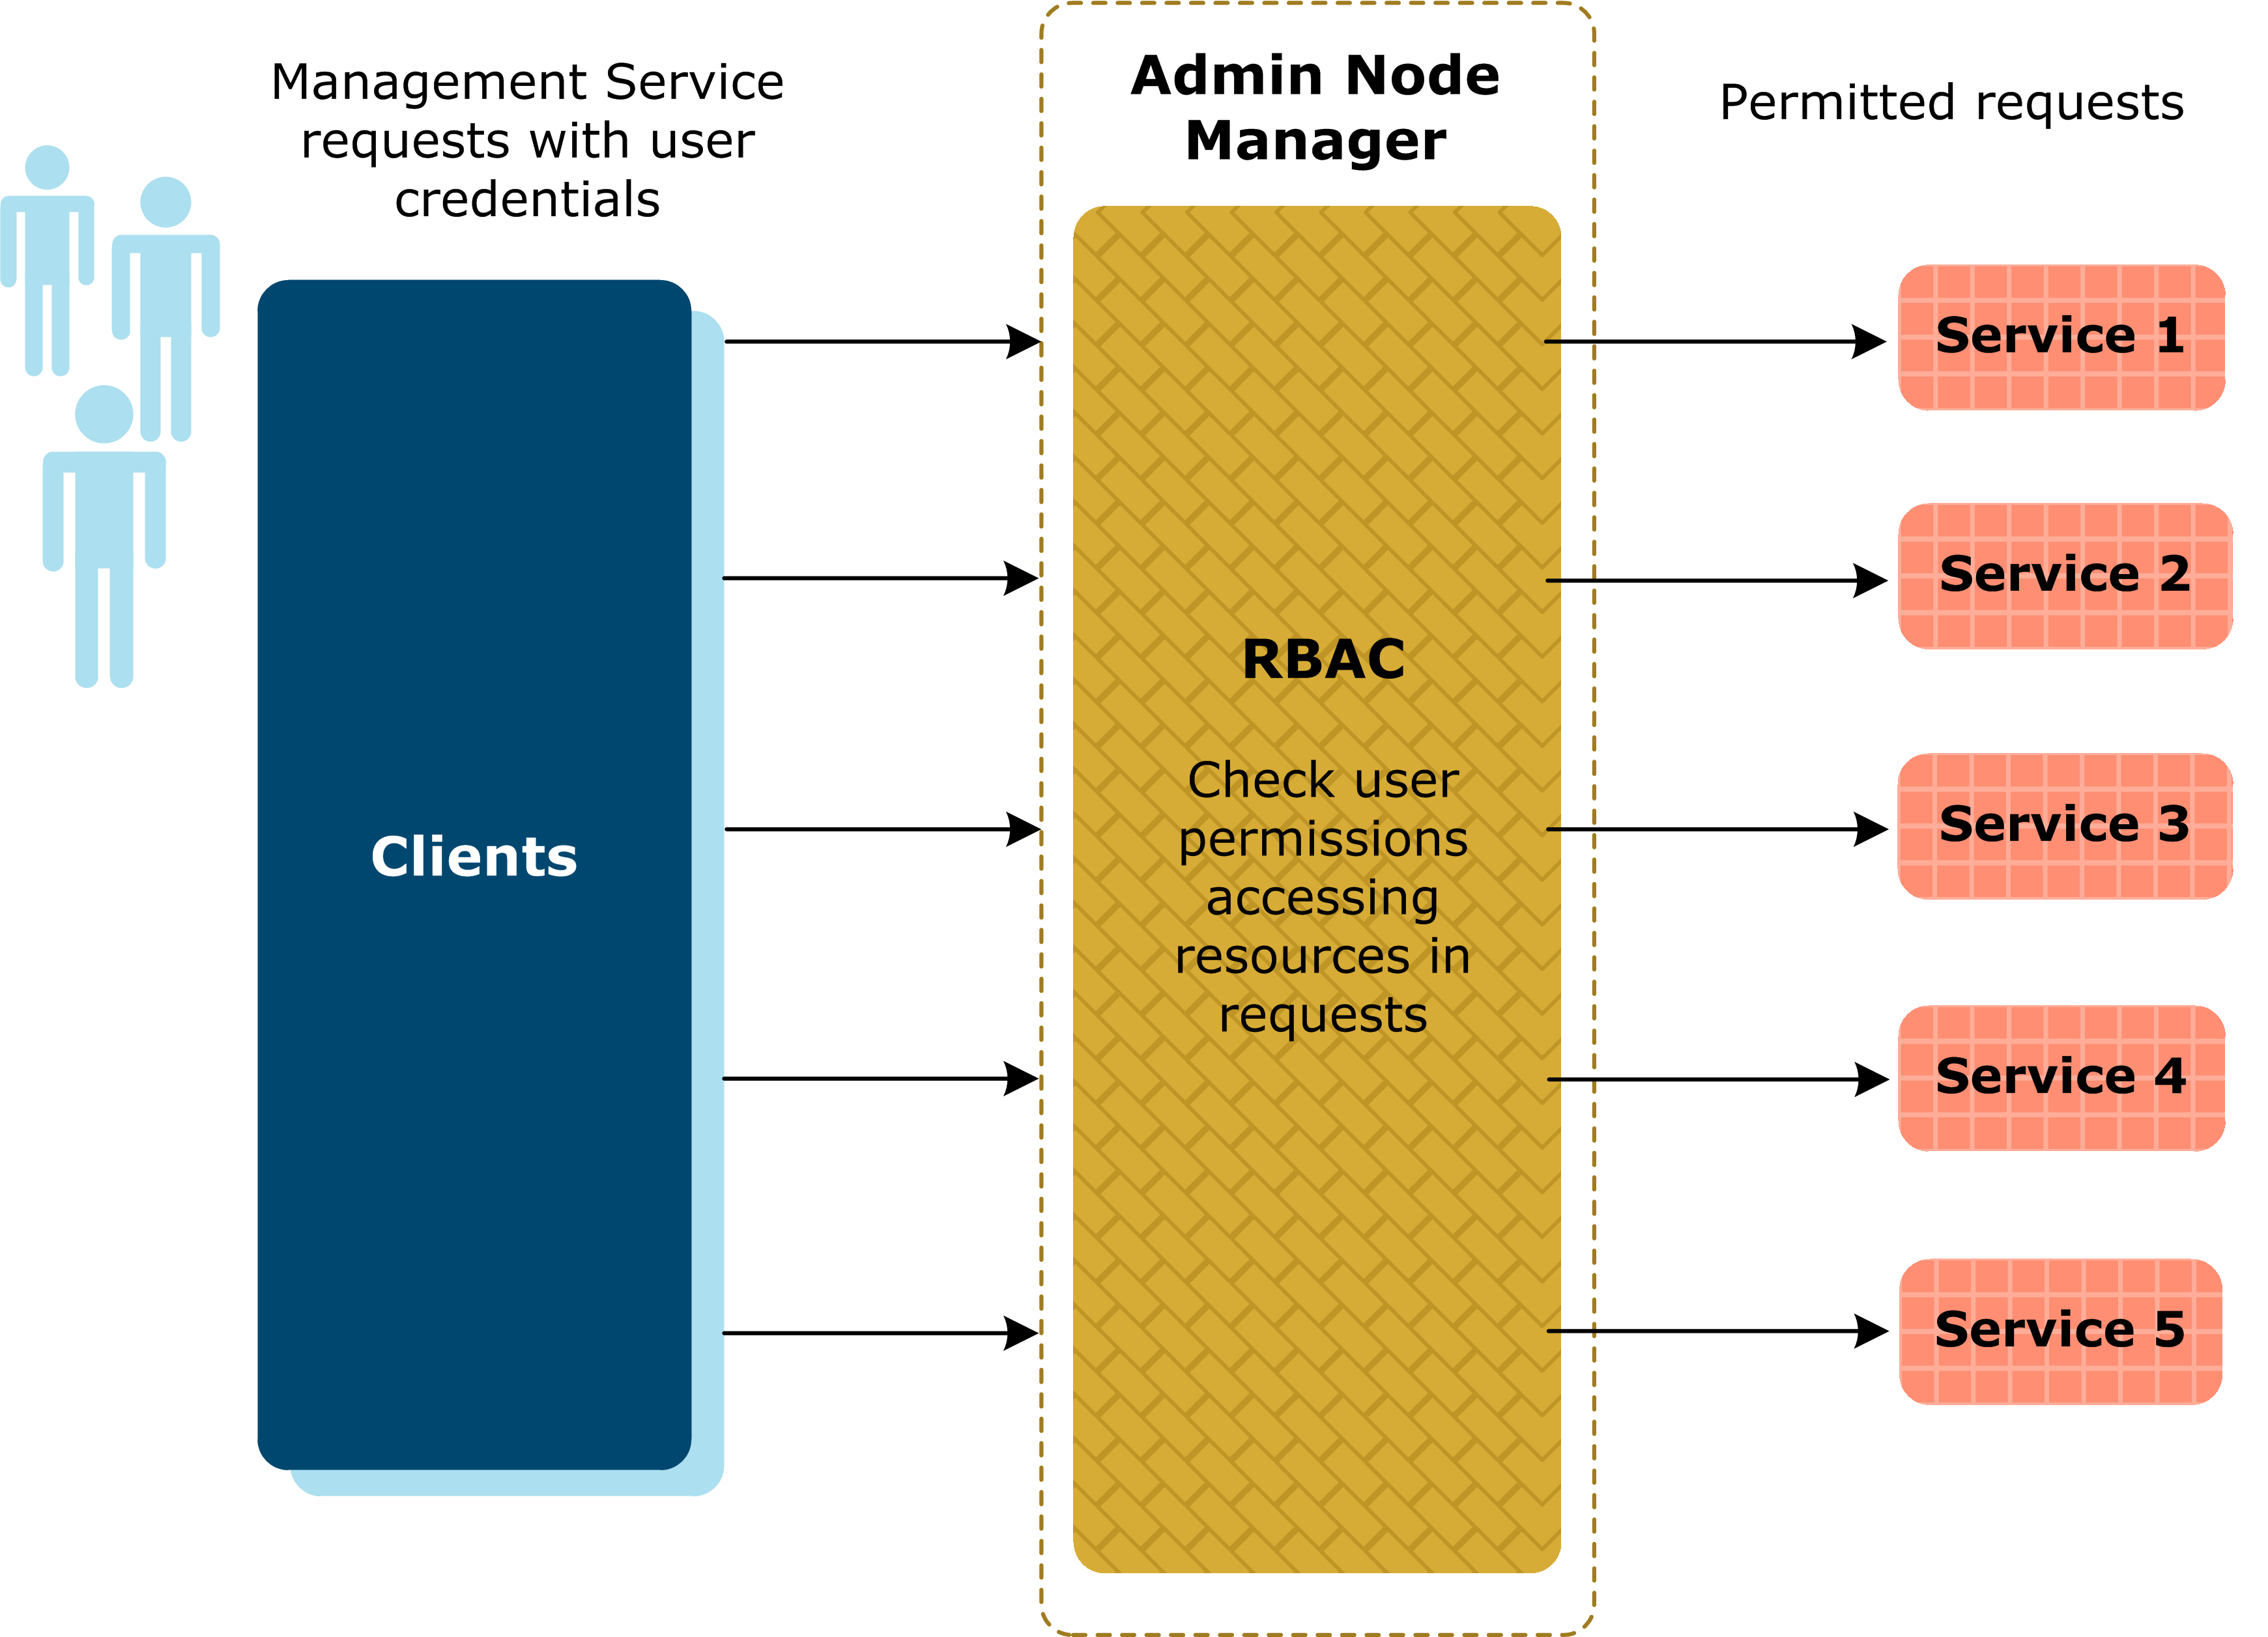 Management Service
requests with user
credentials
Admin Node
Manager
Permitted requests
Clients
RBAC
Check user
permissions
accessing
resources in
requests
Service 1
Service 2
Service 3
Service 4
Service 5